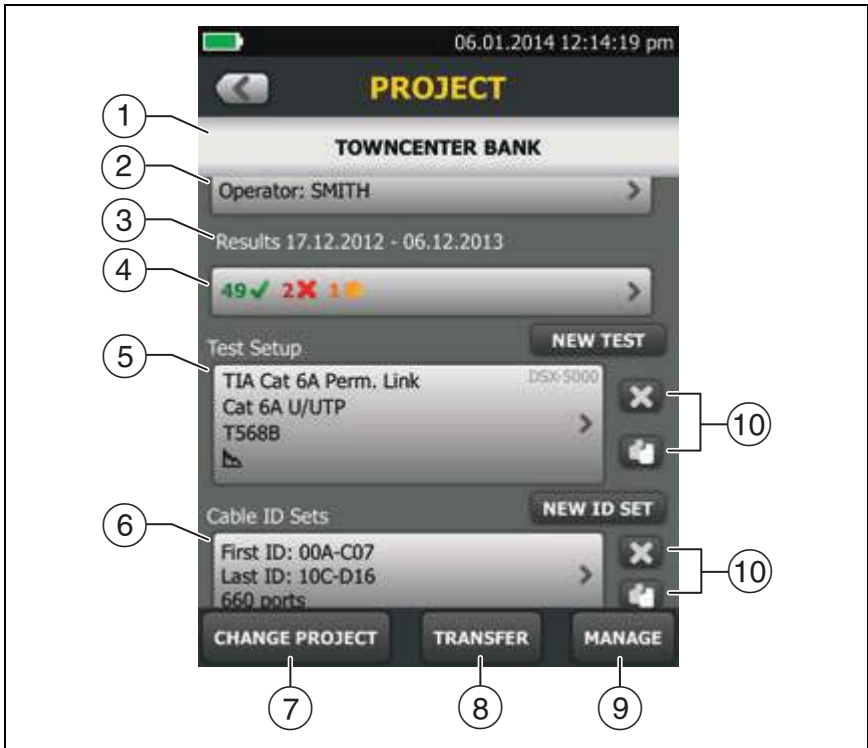 06.01.2014 12:14:19 pm
PROJECT
1
TOWNCENTER BANK
2
Operator: SMITH
3
Results 17.12.2012 - 06.12.2013
4
49 2 1
NEW TEST
Test Setup
5
TIA Cat 6A Perm. Link DSX-5000
Cat 6A U/UTP
T568B
10
NEW ID SET
Cable ID Sets
6
First ID: 00A-C07
Last ID: 10C-D16
660 ports
10
CHANGE PROJECT TRANSFER MANAGE
7 8 9